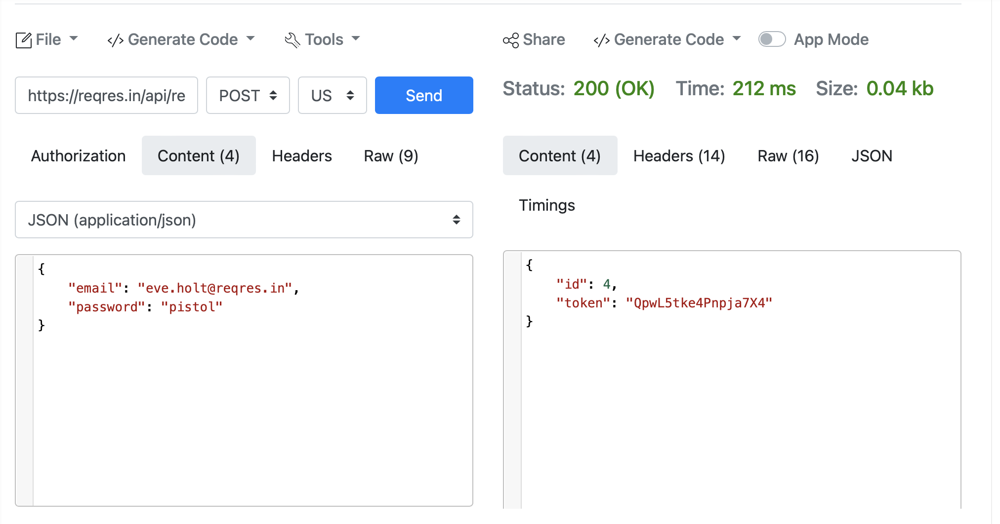 File
</> Generate Code
Tools
Share
</> Generate Code
App Mode
https://reqres.in/api/re
POST
US
Send
Status: 200 (OK) Time: 212 ms Size: 0.04 kb
Authorization
Content (4)
Headers
Raw (9)
Content (4)
Headers (14)
Raw (16)
JSON
Timings
JSON (application/json)
{
    "email": "eve.holt@reqres.in",
    "password": "pistol"
}
{
    "id": 4,
    "token": "QpwL5tke4Pnpja7X4"
}